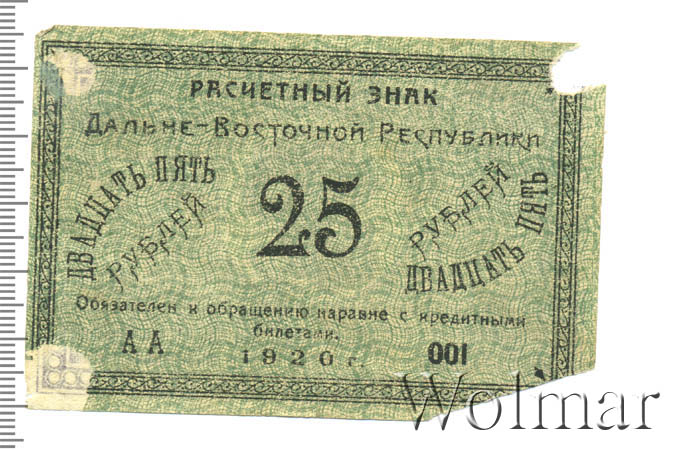 РАСЧЕТНЫЙ ЗНАК
ДАЛЬНЕ-ВОСТОЧНОЙ РЕСПУБЛИКИ
ДВАДЦАТЬ ПЯТЬ
РУБЛЕЙ
25
РУБЛЕЙ
ДВАДЦАТЬ ПЯТЬ
Обязателен к обращению наравне с кредитными
билетами.
АА
1920 г.
001
Wolmar